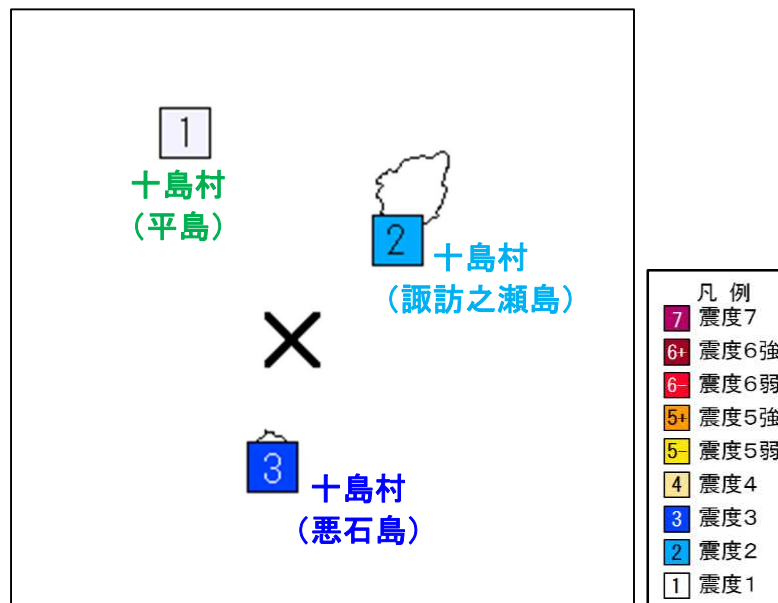 1
十島村
（平島）
2
十島村
（諏訪之瀬島）
3
十島村
（悪石島）
凡 例
7 震度7
6+ 震度6強
6- 震度6弱
5+ 震度5強
5- 震度5弱
4 震度4
3 震度3
2 震度2
1 震度1